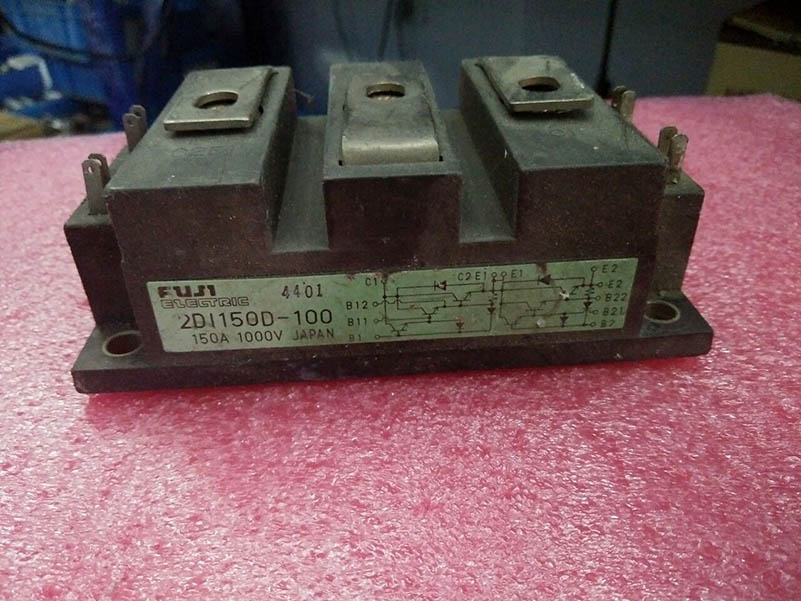 FUJI 4401
ELECTRIC
2DI150D-100
150A 1000V JAPAN
C1 C2E1 E1 E2
E2
B12 B22
B11 B21
B1 B2